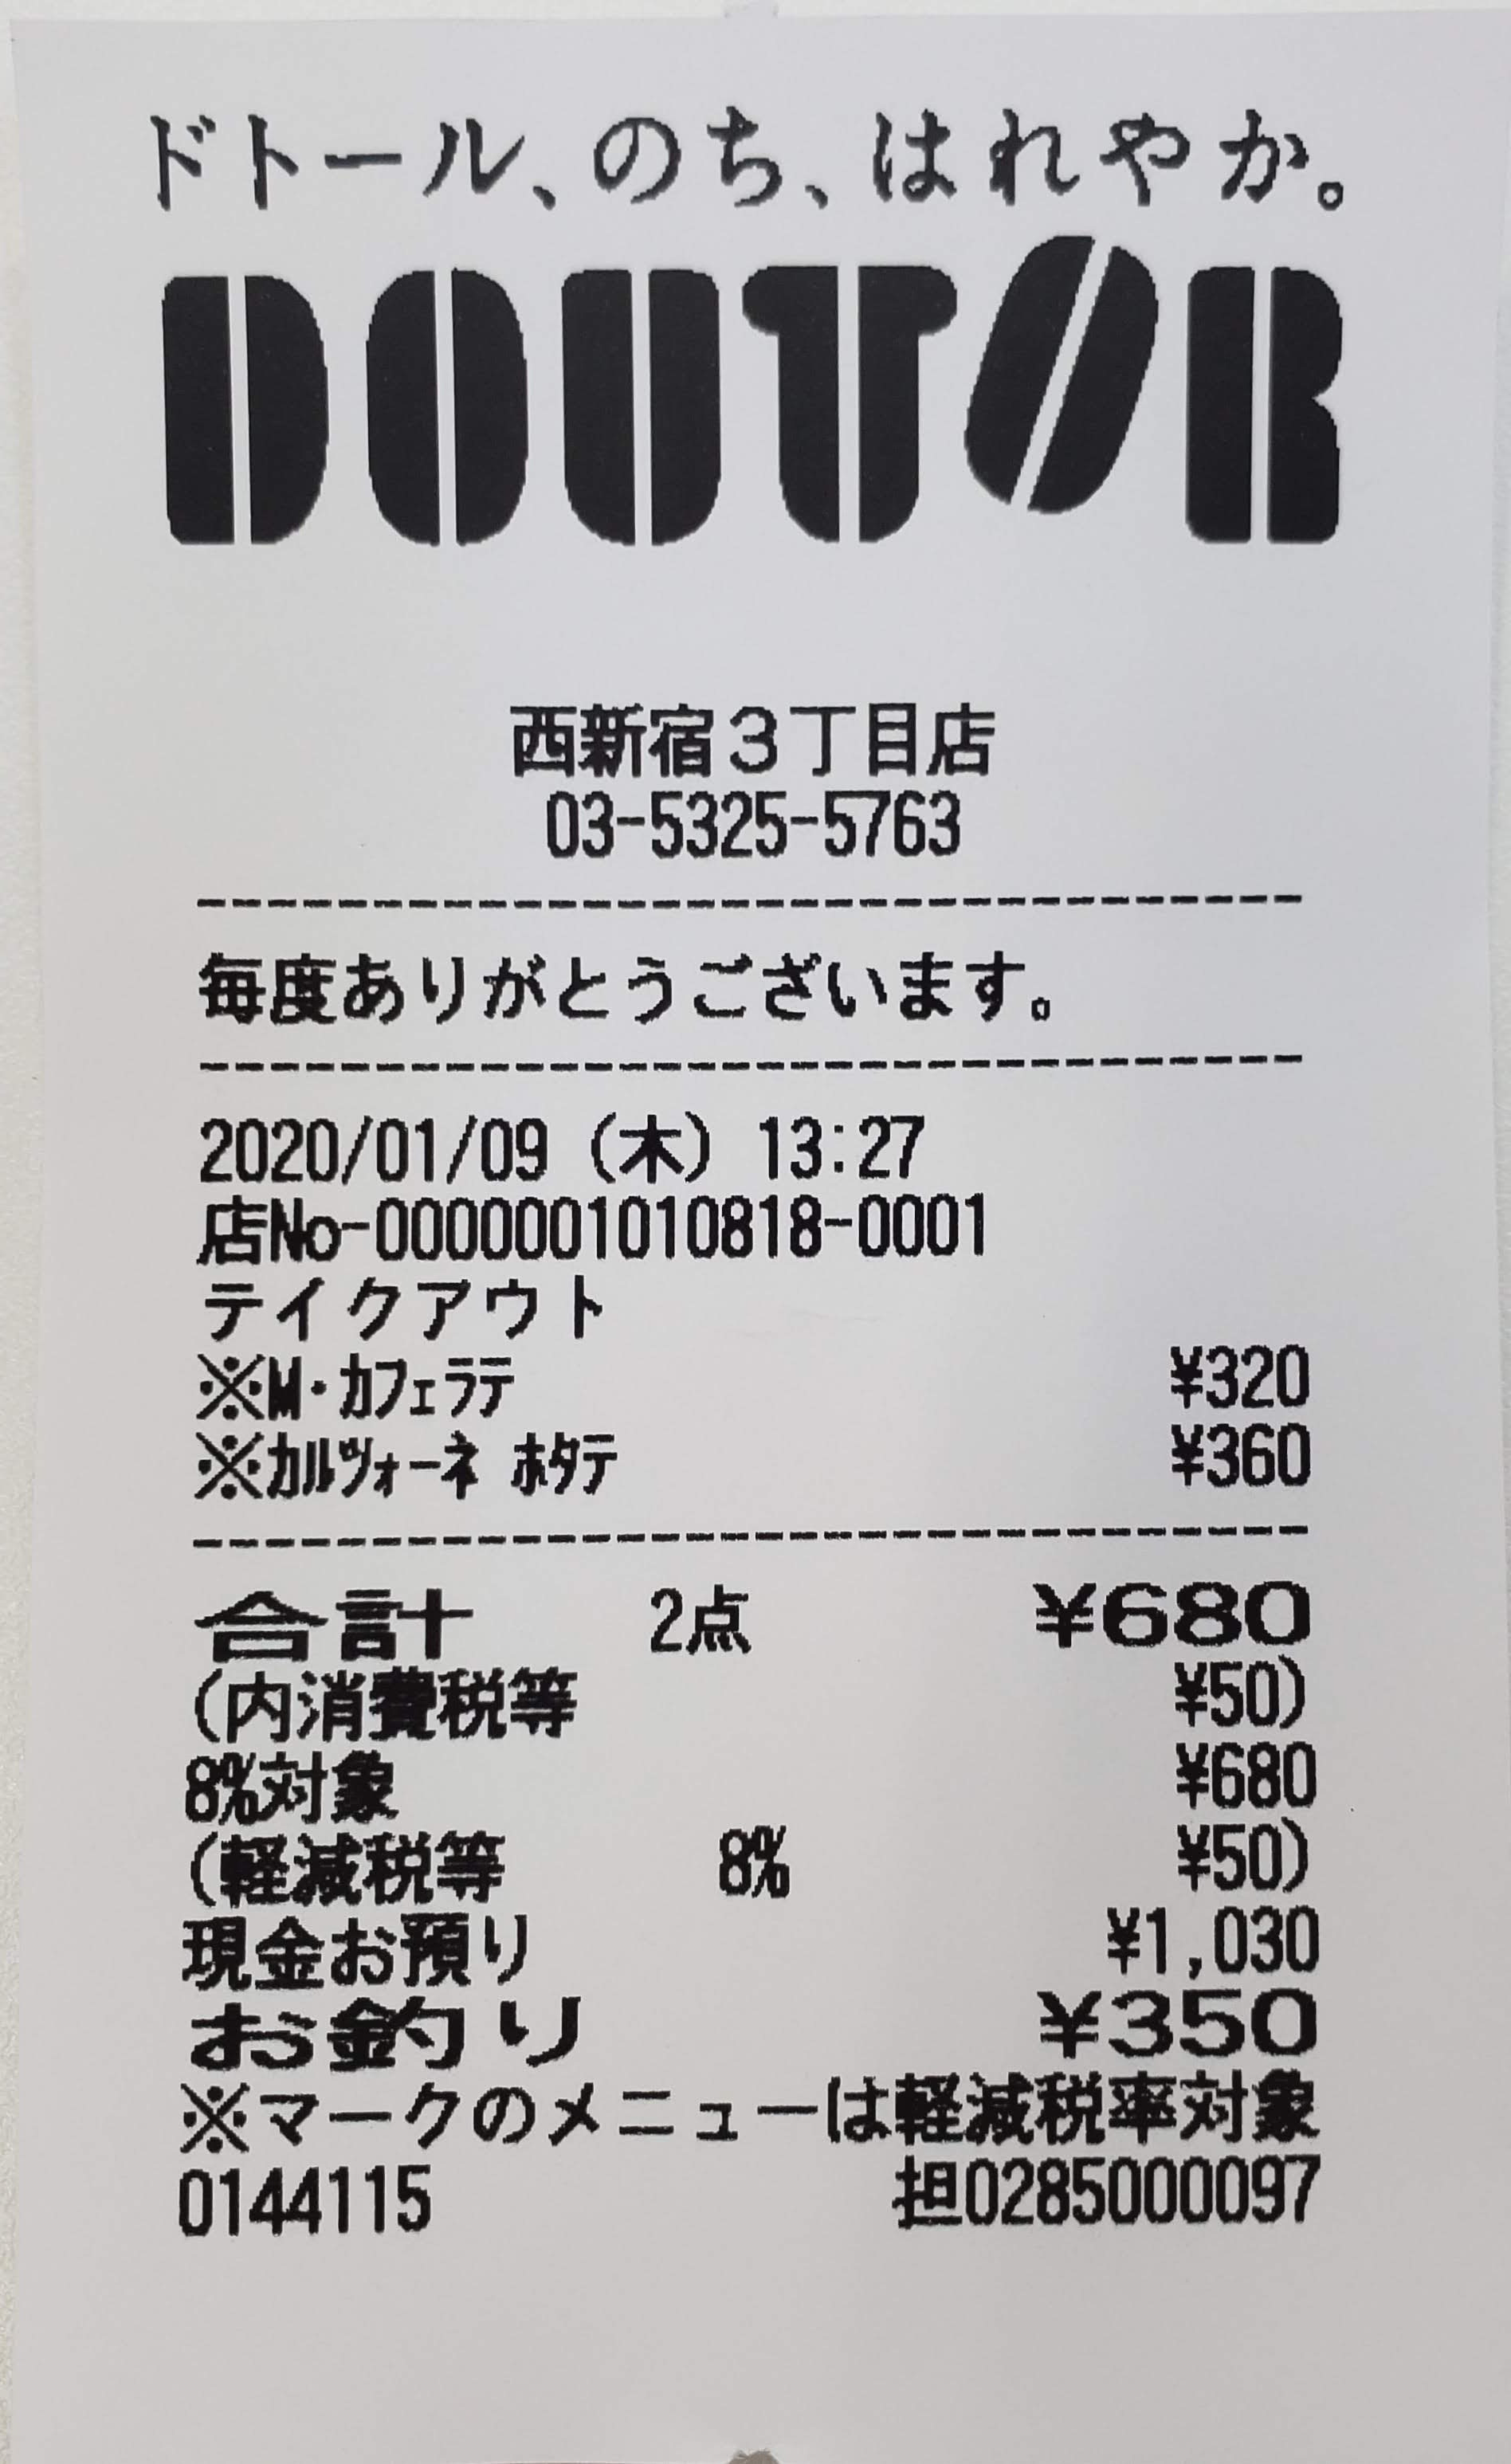 ドトール、のち、はれやか。
DOUTOR
西新宿3丁目店
03-5325-5763
毎度ありがとうございます。
2020/01/09 (木) 13:27
店No-0000001010818-0001
テイクアウト
※M・カフェラテ ¥320
※カルツォーネ ホタテ ¥360
合計 2点 ¥680
(内消費税等 ¥50)
8%対象 ¥680
(軽減税等 8% ¥50)
現金お預り ¥1,030
お釣り ¥350
※マークのメニューは軽減税率対象
0144115 担0285000097